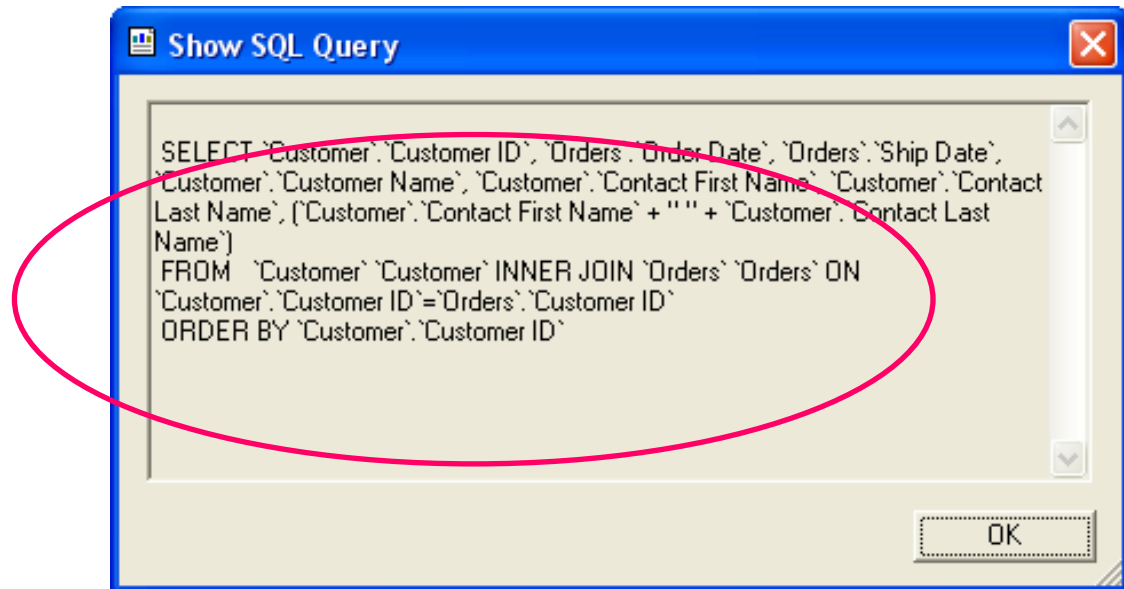 Show SQL Query
SELECT `Customer`.`Customer ID`, `Orders`.`Order Date`, `Orders`.`Ship Date`,
`Customer`.`Customer Name`, `Customer`.`Contact First Name`, `Customer`.`Contact
Last Name`, (`Customer`.`Contact First Name` + " " + `Customer`.`Contact Last
Name`)
FROM `Customer` `Customer` INNER JOIN `Orders` `Orders` ON
`Customer`.`Customer ID`=`Orders`.`Customer ID`
ORDER BY `Customer`.`Customer ID`
OK